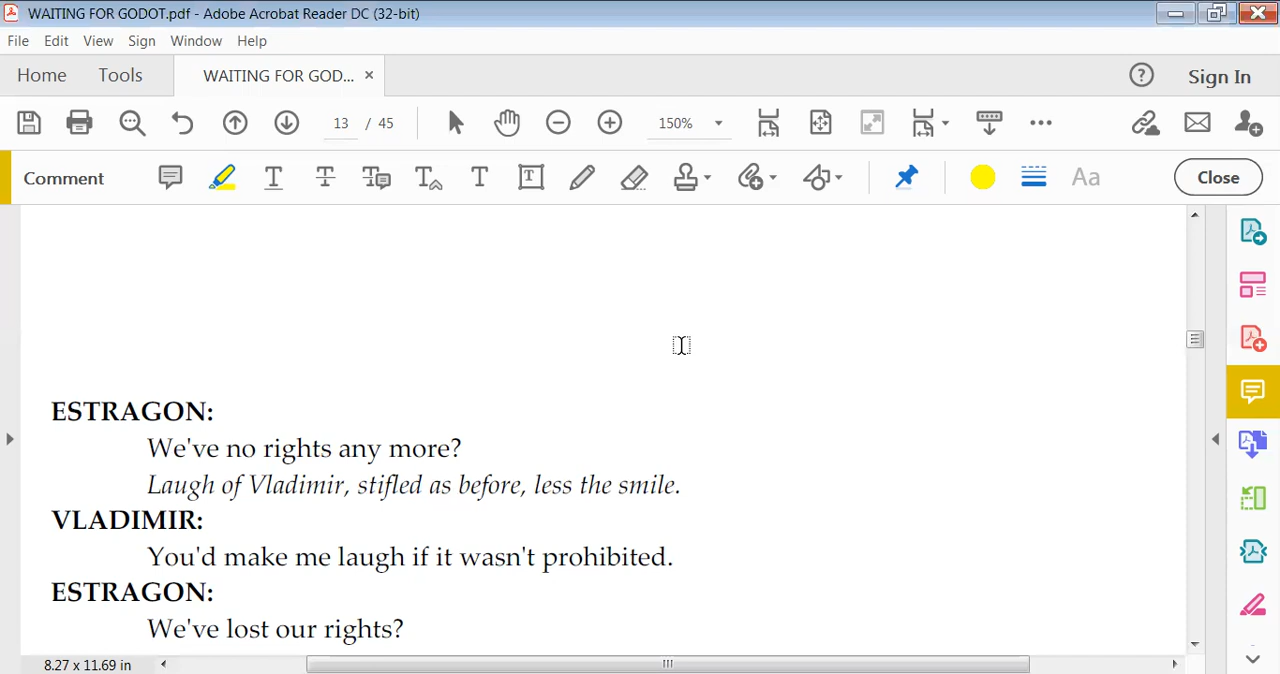 WAITING FOR GODOT.pdf - Adobe Acrobat Reader DC (32-bit)
File Edit View Sign Window Help
Home Tools WAITING FOR GOD... × ? Sign In
13 / 45 150%
Comment T T T T T T Aa Close
ESTRAGON:
We've no rights any more?
Laugh of Vladimir, stifled as before, less the smile.
VLADIMIR:
You'd make me laugh if it wasn't prohibited.
ESTRAGON:
We've lost our rights?
8.27 x 11.69 in